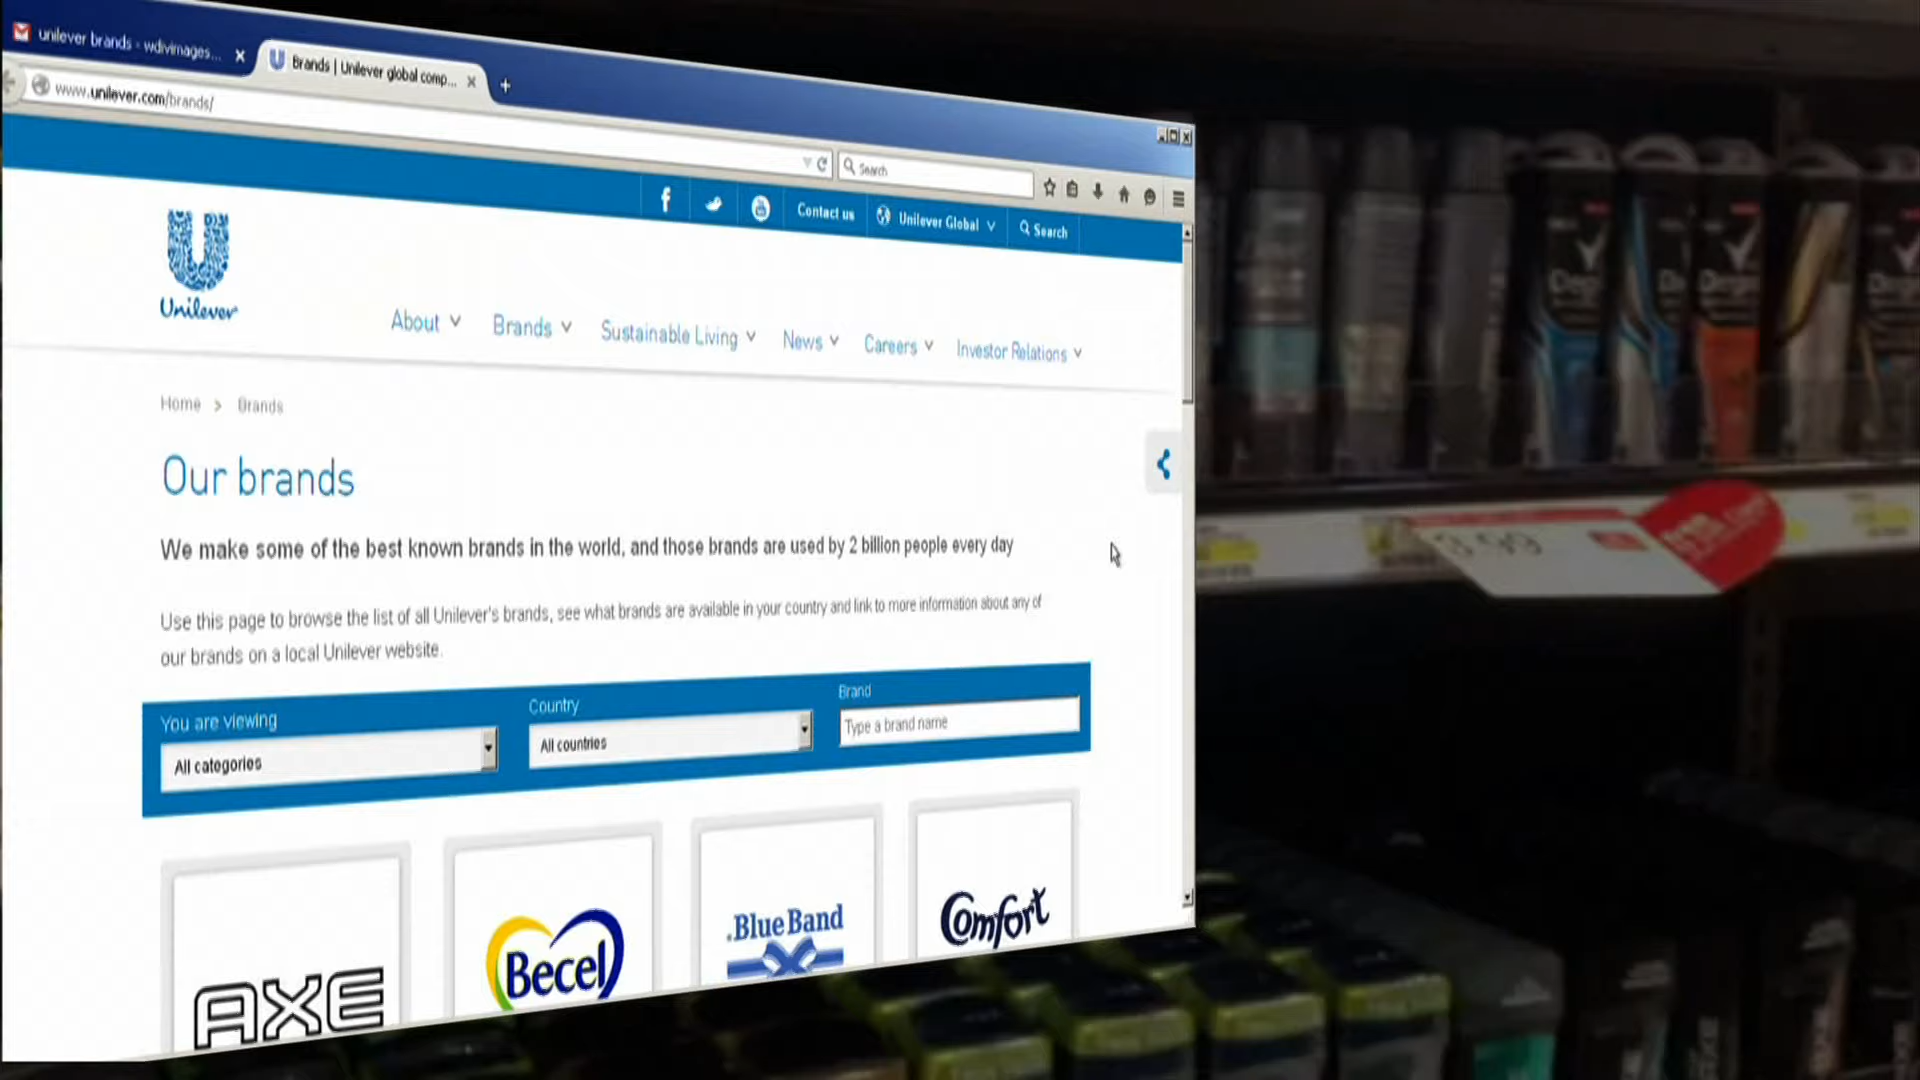 unilever brands - wdivimages...
Brands | Unilever global comp...
www.unilever.com/brands/
Search
f
Contact us
Unilever Global
Search
Unilever
About
Brands
Sustainable Living
News
Careers
Investor Relations
Home > Brands
Our brands
We make some of the best known brands in the world, and those brands are used by 2 billion people every day
Use this page to browse the list of all Unilever's brands, see what brands are available in your country and link to more information about any of
our brands on a local Unilever website.
You are viewing
Country
Brand
All categories
All countries
Type a brand name
AXE
Becel
Blue Band
Comfort
3.99